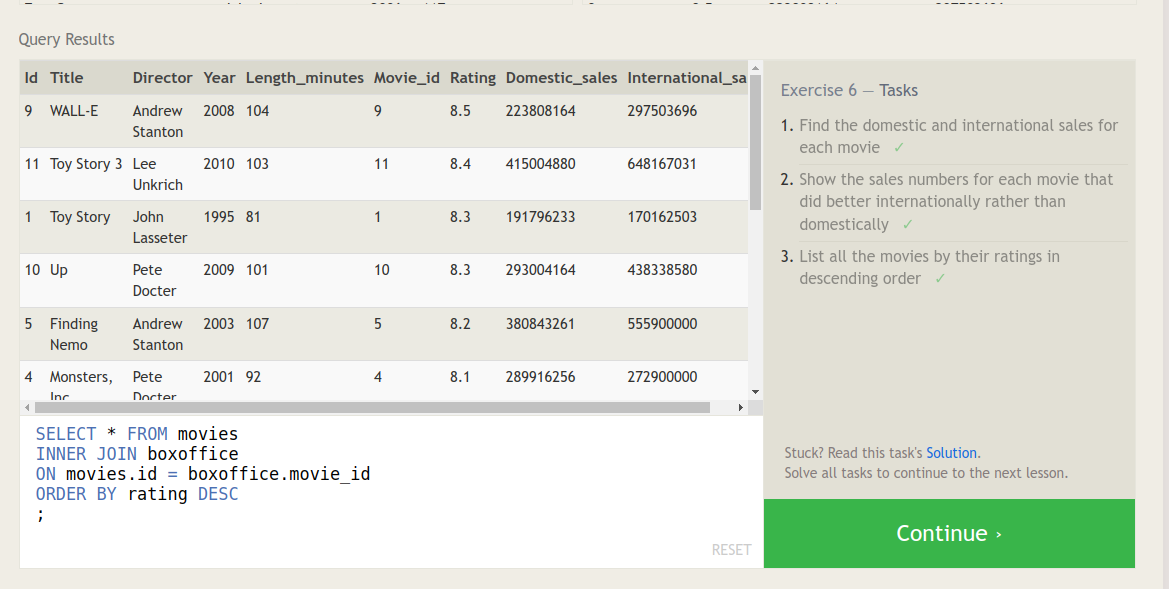 Query Results
Id Title Director Year Length_minutes Movie_id Rating Domestic_sales International_sa
9 WALL-E Andrew Stanton 2008 104 9 8.5 223808164 297503696
11 Toy Story 3 Lee Unkrich 2010 103 11 8.4 415004880 648167031
1 Toy Story John Lasseter 1995 81 1 8.3 191796233 170162503
10 Up Pete Docter 2009 101 10 8.3 293004164 438338580
5 Finding Nemo Andrew Stanton 2003 107 5 8.2 380843261 555900000
4 Monsters, Inc Pete Docter 2001 92 4 8.1 289916256 272900000
SELECT * FROM movies
INNER JOIN boxoffice
ON movies.id = boxoffice.movie_id
ORDER BY rating DESC
;
RESET
Exercise 6 — Tasks
1. Find the domestic and international sales for
each movie ✓
2. Show the sales numbers for each movie that
did better internationally rather than
domestically ✓
3. List all the movies by their ratings in
descending order ✓
Stuck? Read this task's Solution.
Solve all tasks to continue to the next lesson.
Continue ›